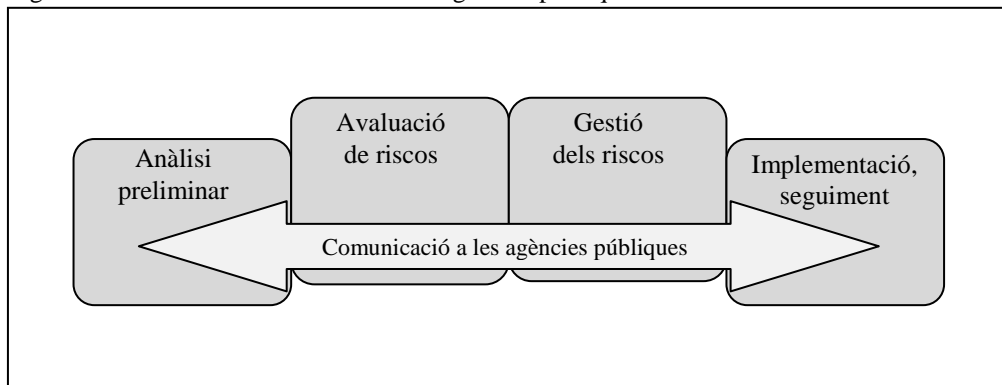 Anàlisi
preliminar
Avaluació
de riscos
Gestió
dels riscos
Implementació,
seguiment
Comunicació a les agències públiques